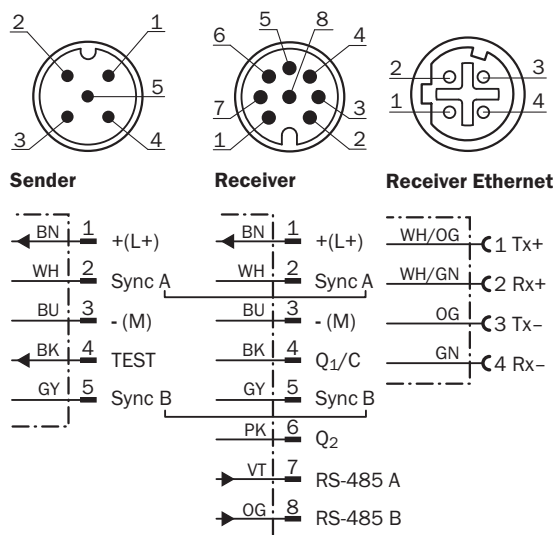 2 1 5 3 4
5 8 6 4 7 3 1 2
2 3 1 4
Sender
Receiver
Receiver Ethernet
BN 1 +(L+)
WH 2 Sync A
BU 3 - (M)
BK 4 TEST
GY 5 Sync B
BN 1 +(L+)
WH 2 Sync A
BU 3 - (M)
BK 4 Q1/C
GY 5 Sync B
PK 6 Q2
VT 7 RS-485 A
OG 8 RS-485 B
WH/OG 1 Tx+
WH/GN 2 Rx+
OG 3 Tx–
GN 4 Rx–